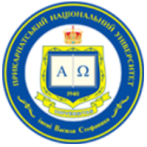 ПРИКАРПАТСЬКИЙ НАЦІОНАЛЬНИЙ УНІВЕРСИТЕТ
Α Ω
1940
імені Василя Стефаника